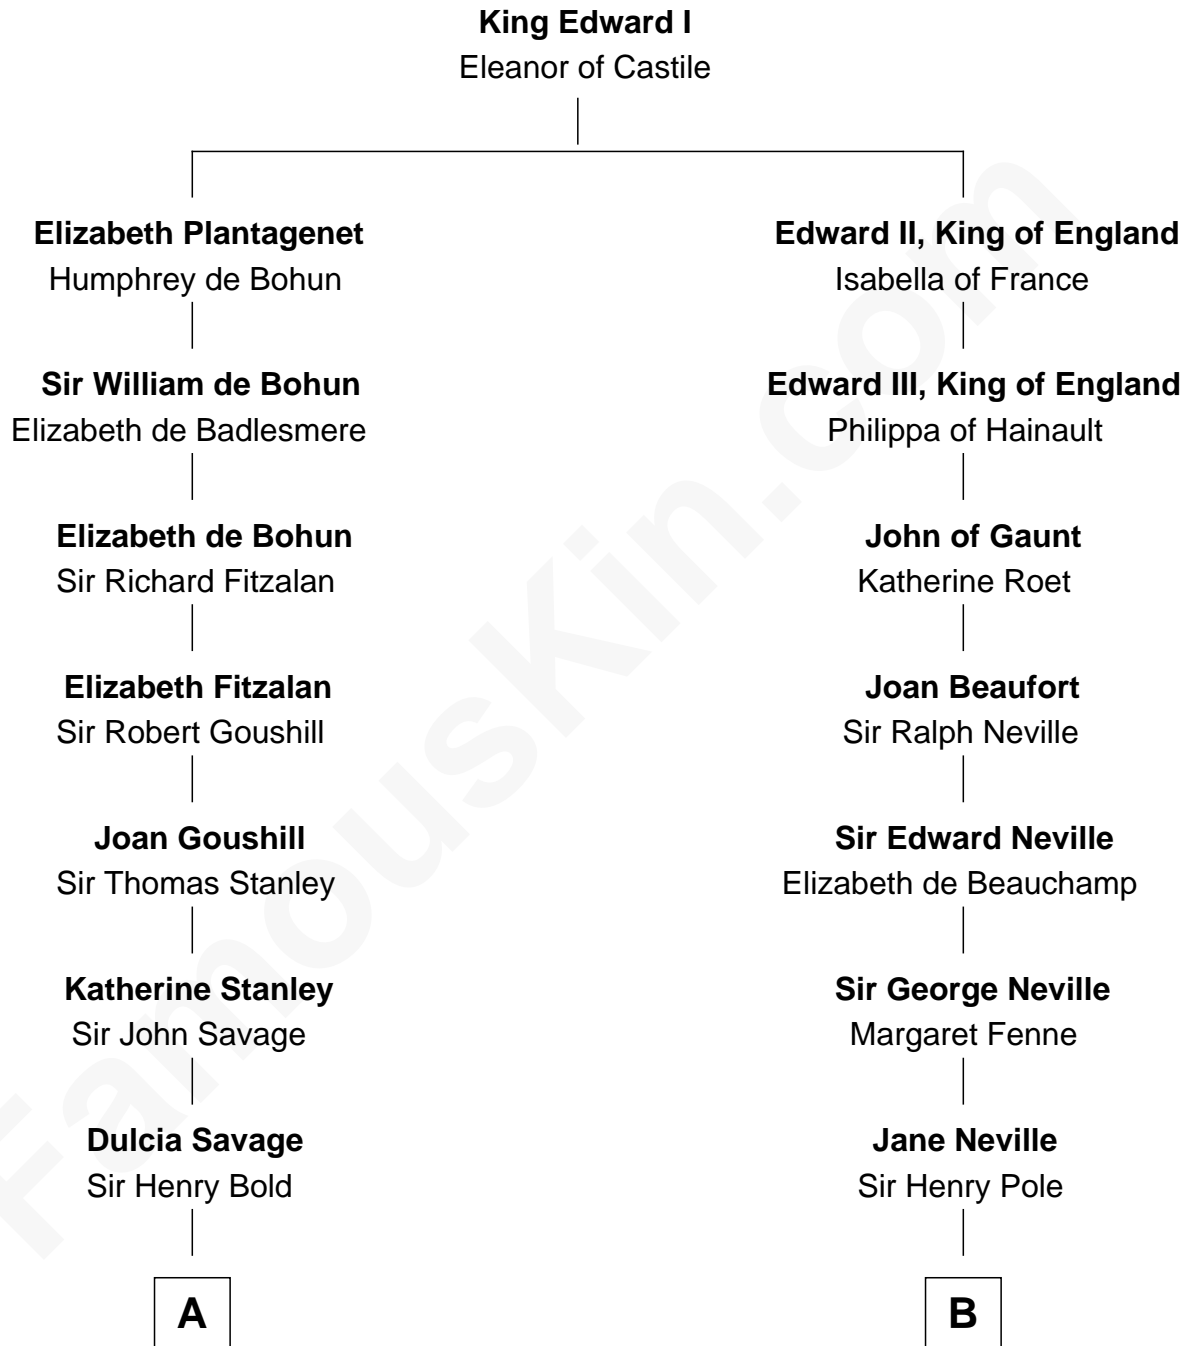 King Edward I
Eleanor of Castile
Elizabeth Plantagenet
Humphrey de Bohun
Edward II, King of England
Isabella of France
Sir William de Bohun
Elizabeth de Badlesmere
Edward III, King of England
Philippa of Hainault
Elizabeth de Bohun
Sir Richard Fitzalan
John of Gaunt
Katherine Roet
Elizabeth Fitzalan
Sir Robert Goushill
Joan Beaufort
Sir Ralph Neville
Joan Goushill
Sir Thomas Stanley
Sir Edward Neville
Elizabeth de Beauchamp
Katherine Stanley
Sir John Savage
Sir George Neville
Margaret Fenne
Dulcia Savage
Sir Henry Bold
Jane Neville
Sir Henry Pole
A
B
FamousKin.com